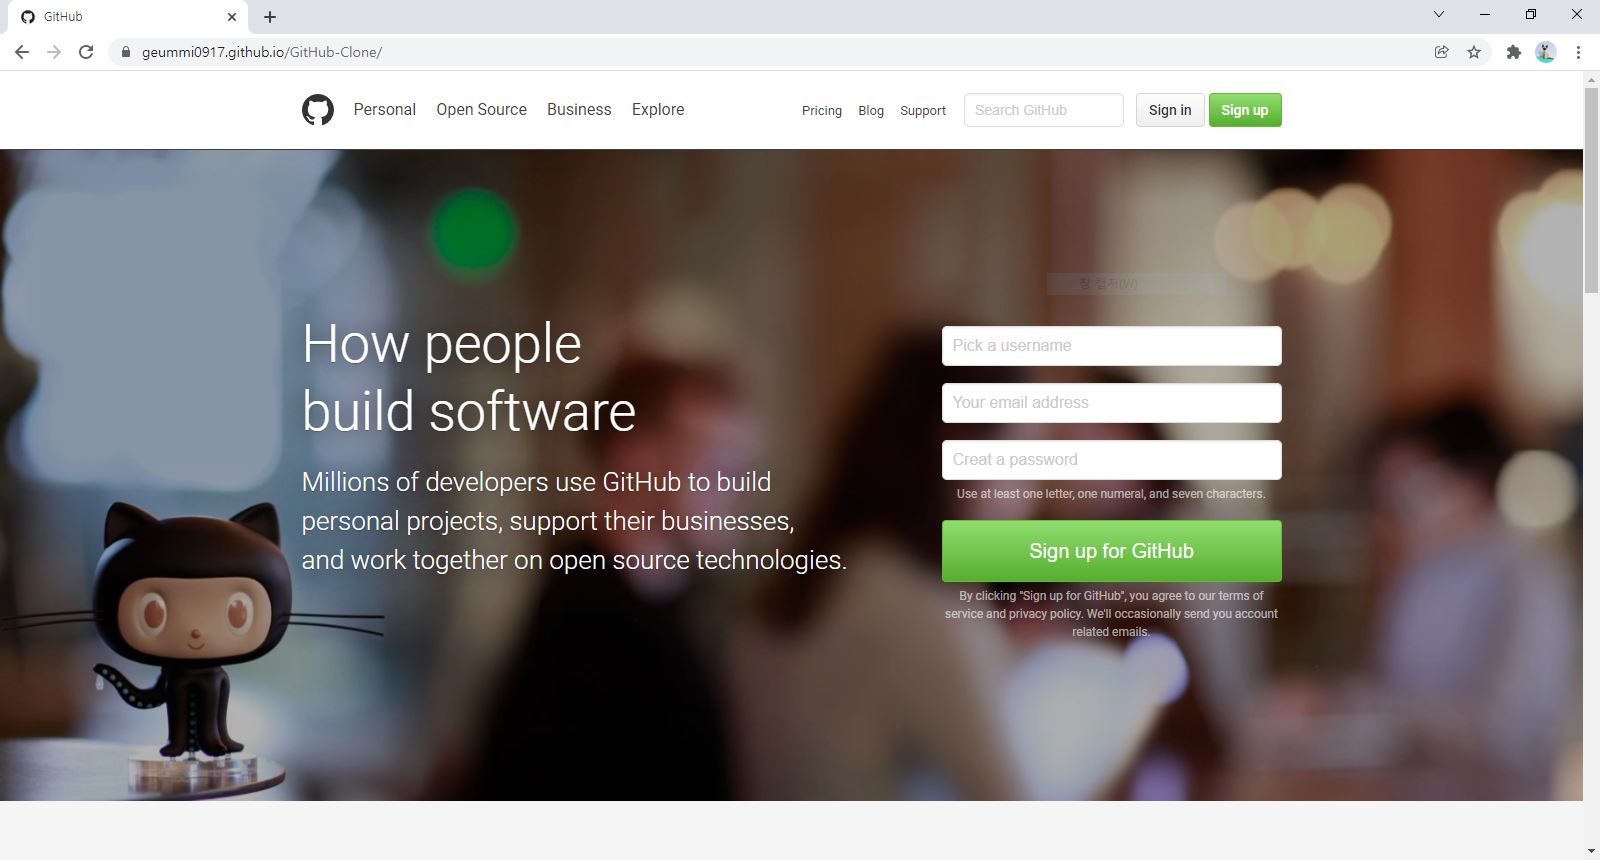 GitHub
geummi0917.github.io/GitHub-Clone/
Personal Open Source Business Explore Pricing Blog Support Search GitHub Sign in Sign up
창 캡처(W)
How people
build software
Millions of developers use GitHub to build
personal projects, support their businesses,
and work together on open source technologies.
Pick a username
Your email address
Creat a password
Use at least one letter, one numeral, and seven characters.
Sign up for GitHub
By clicking "Sign up for GitHub", you agree to our terms of
service and privacy policy. We'll occasionally send you account
related emails.